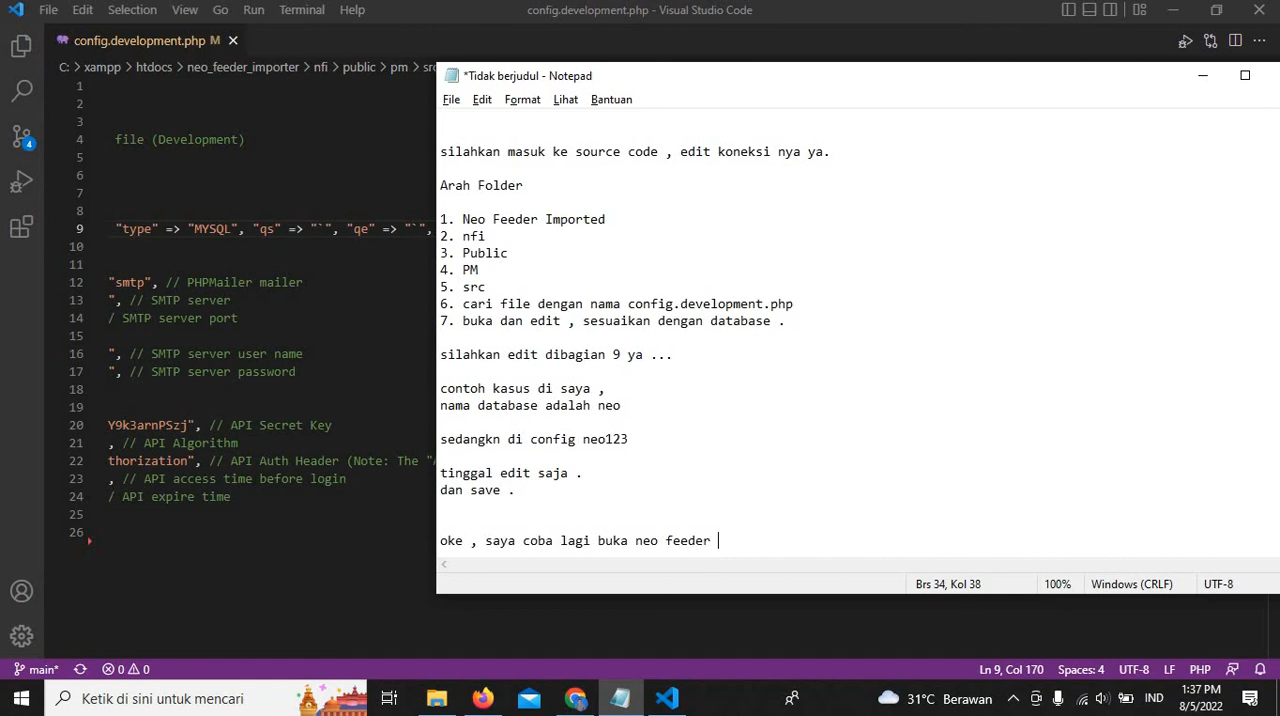 File Edit Selection View Go Run Terminal Help
config.development.php - Visual Studio Code
config.development.php M
C: > xampp > htdocs > neo_feeder_importer > nfi > public > pm >
*Tidak berjudul - Notepad
File Edit Format Lihat Bantuan
silahkan masuk ke source code , edit koneksi nya ya.
Arah Folder
1. Neo Feeder Imported
2. nfi
3. Public
4. PM
5. src
6. cari file dengan nama config.development.php
7. buka dan edit , sesuaikan dengan database .
silahkan edit dibagian 9 ya ...
contoh kasus di saya ,
nama database adalah neo
sedangkn di config neo123
tinggal edit saja .
dan save .
oke , saya coba lagi buka neo feeder
Brs 34, Kol 38 100% Windows (CRLF) UTF-8
1
2
3
4 file (Development)
5
6
7
8
9 "type" => "MYSQL", "qs" => "`", "qe" => "`",
10
11
12 "smtp", // PHPMailer mailer
13 ", // SMTP server
14 / SMTP server port
15
16 ", // SMTP server user name
17 ", // SMTP server password
18
19
20 Y9k3arnPSzj", // API Secret Key
21 , // API Algorithm
22 thorization", // API Auth Header (Note: The "
23 , // API access time before login
24 / API expire time
25
26
4
main* 0 0
Ln 9, Col 170 Spaces: 4 UTF-8 LF PHP
Ketik di sini untuk mencari
31°C Berawan IND
1:37 PM
8/5/2022